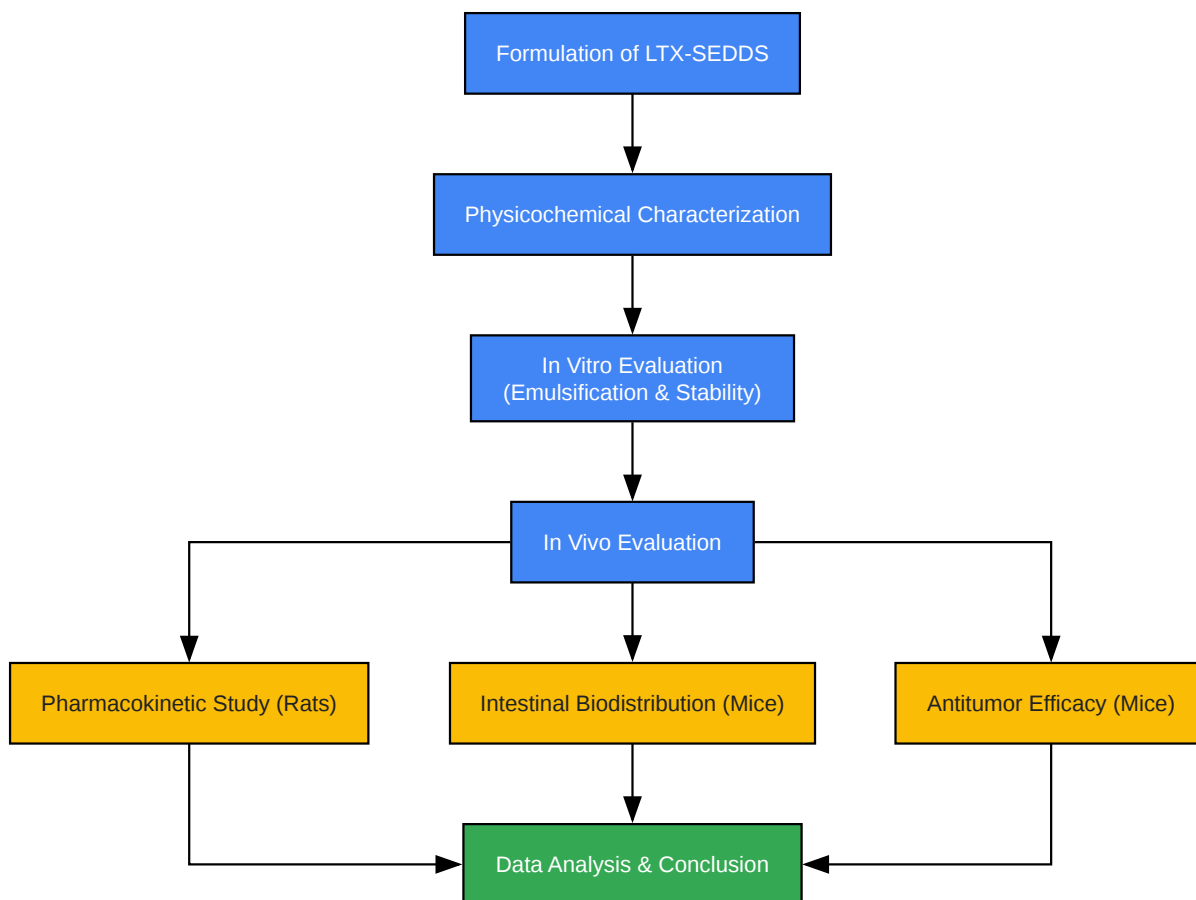 Formulation of LTX-SEDDS
Physicochemical Characterization
In Vitro Evaluation
(Emulsification & Stability)
In Vivo Evaluation
Pharmacokinetic Study (Rats)
Intestinal Biodistribution (Mice)
Antitumor Efficacy (Mice)
Data Analysis & Conclusion